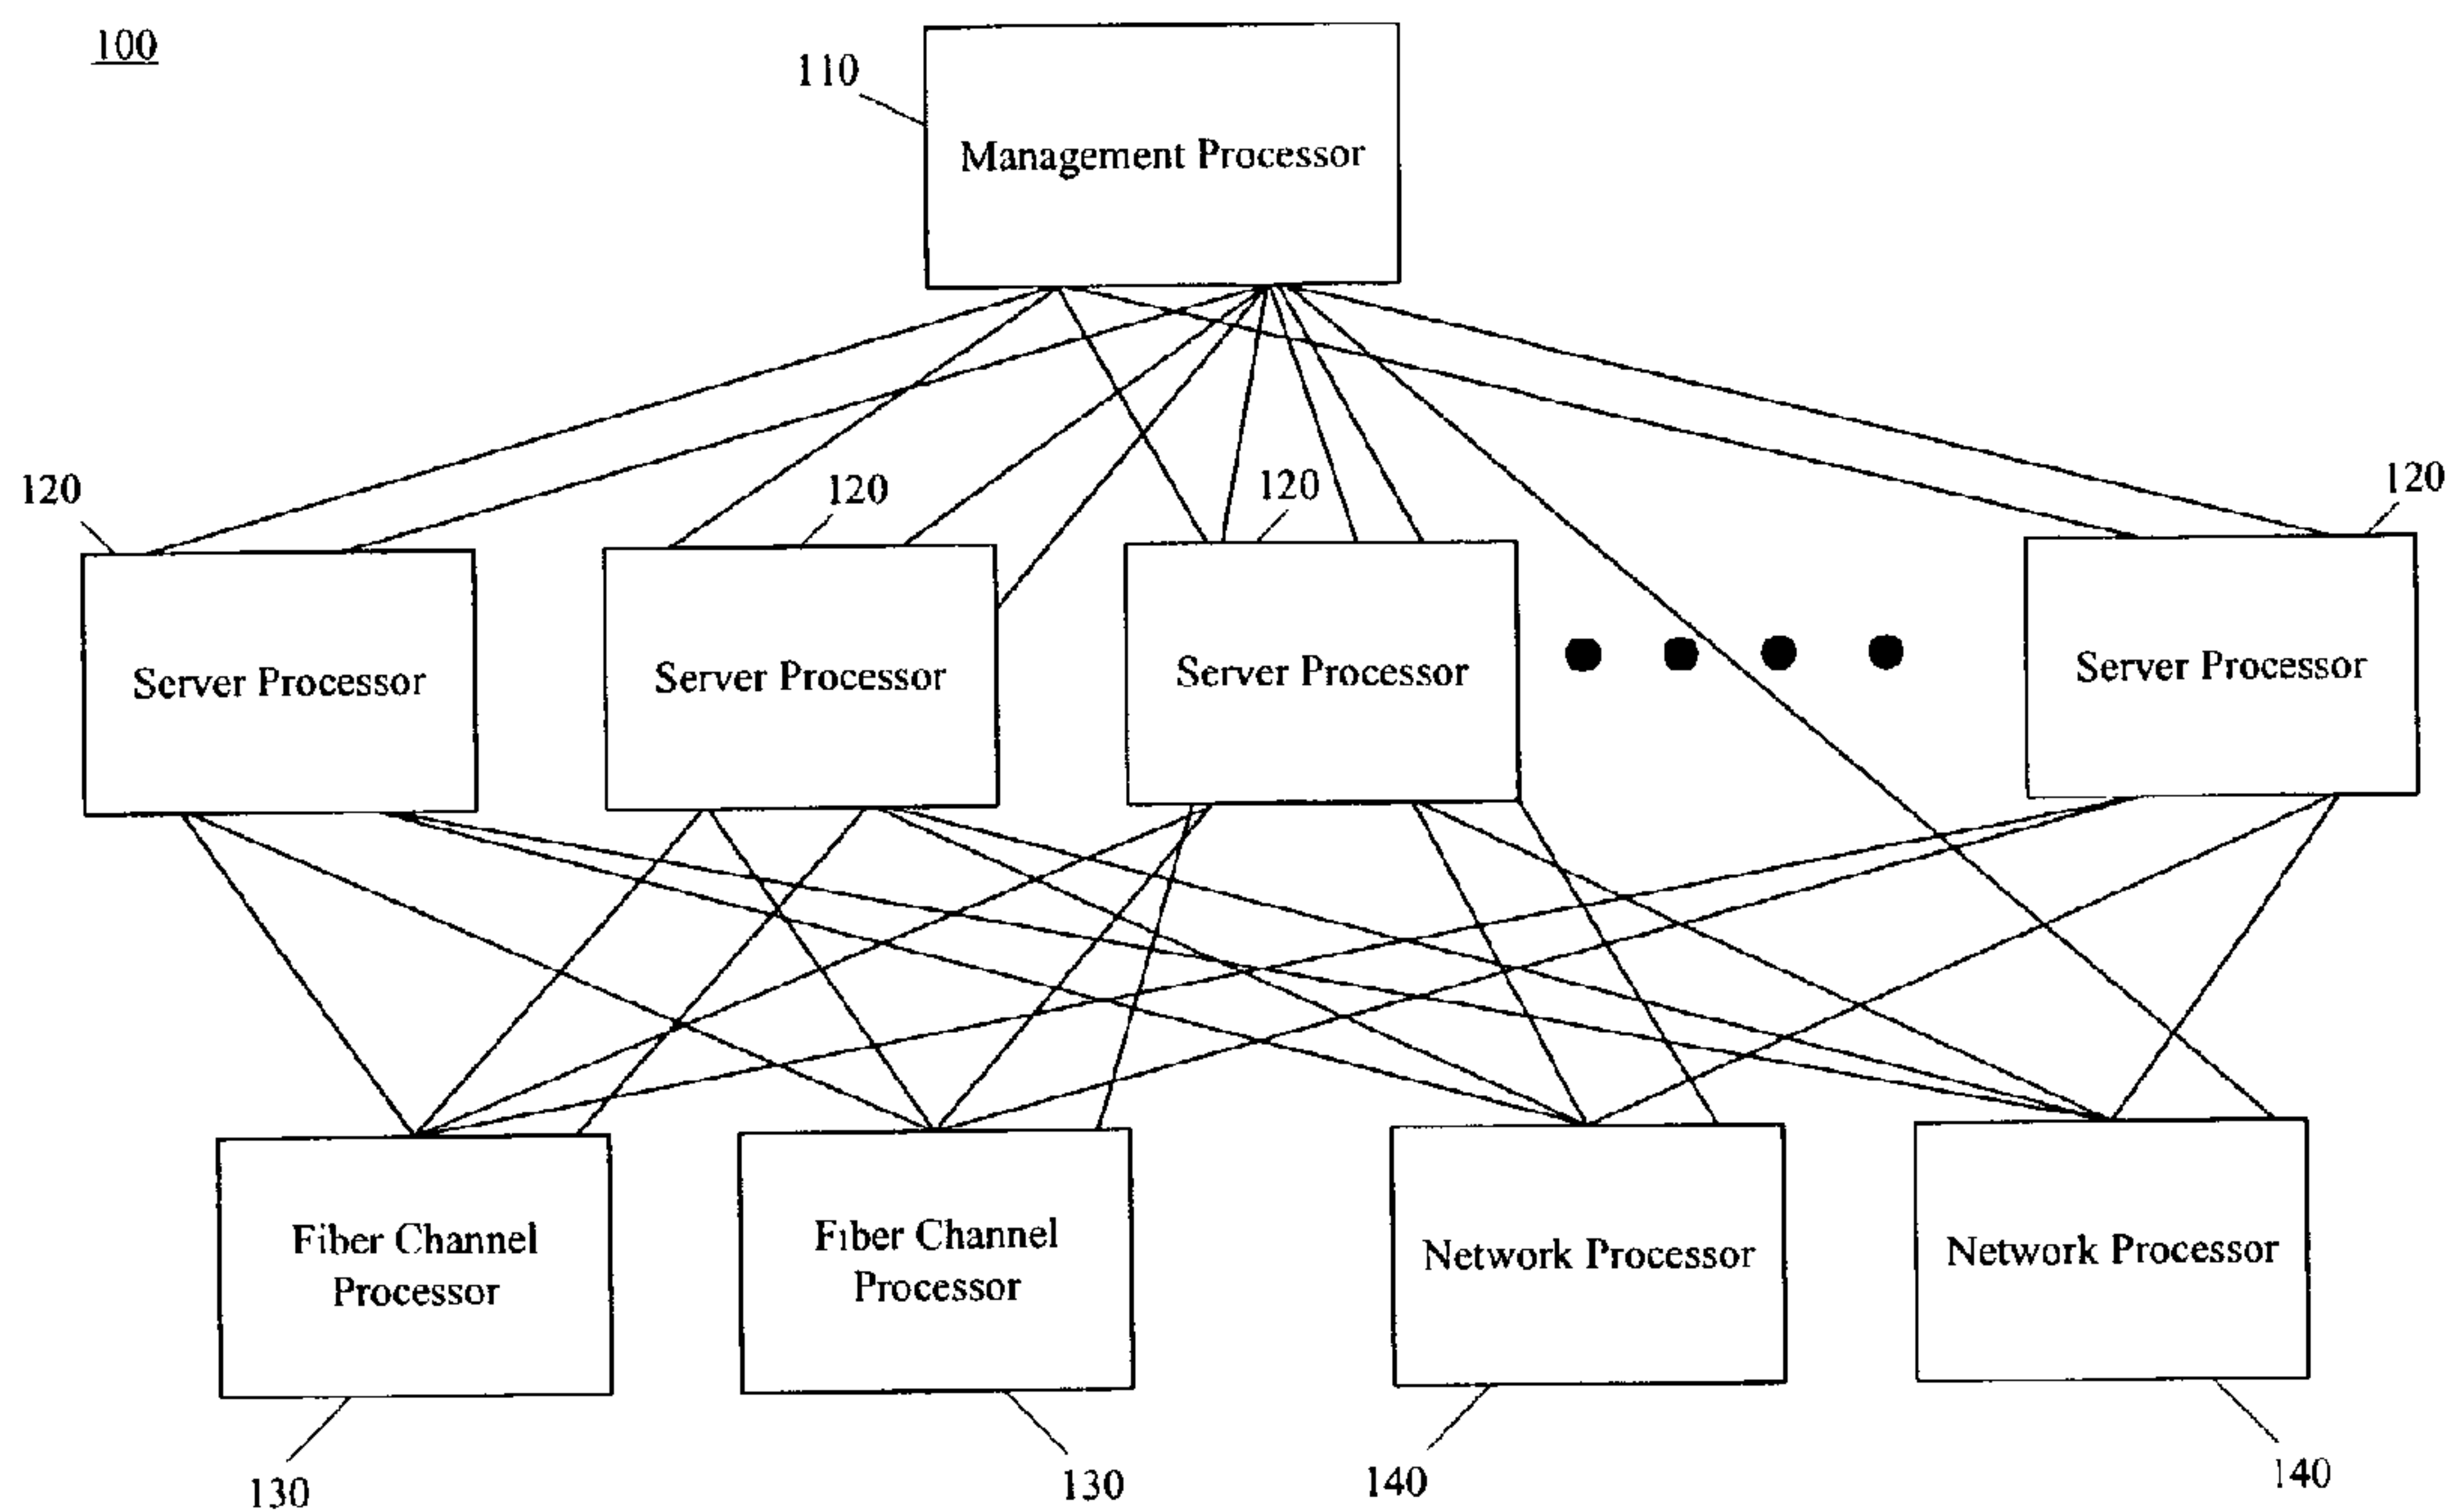 100
110
Management Processor
120
120
120
120
Server Processor
Server Processor
Server Processor
Server Processor
Fiber Channel
Processor
Fiber Channel
Processor
Network Processor
Network Processor
130
130
140
140